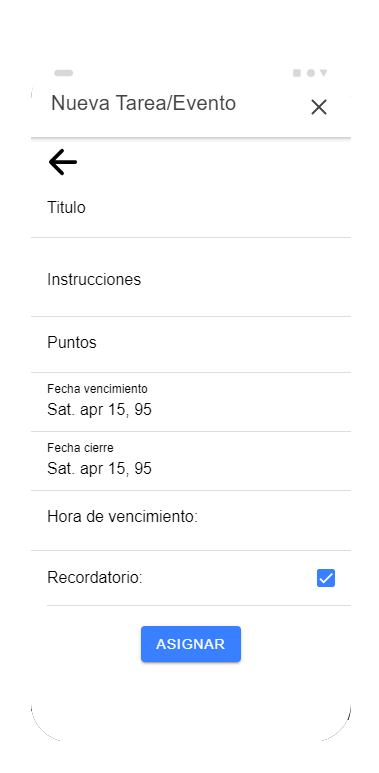 Nueva Tarea/Evento
Titulo
Instrucciones
Puntos
Fecha vencimiento
Sat. apr 15, 95
Fecha cierre
Sat. apr 15, 95
Hora de vencimiento:
Recordatorio:
ASIGNAR